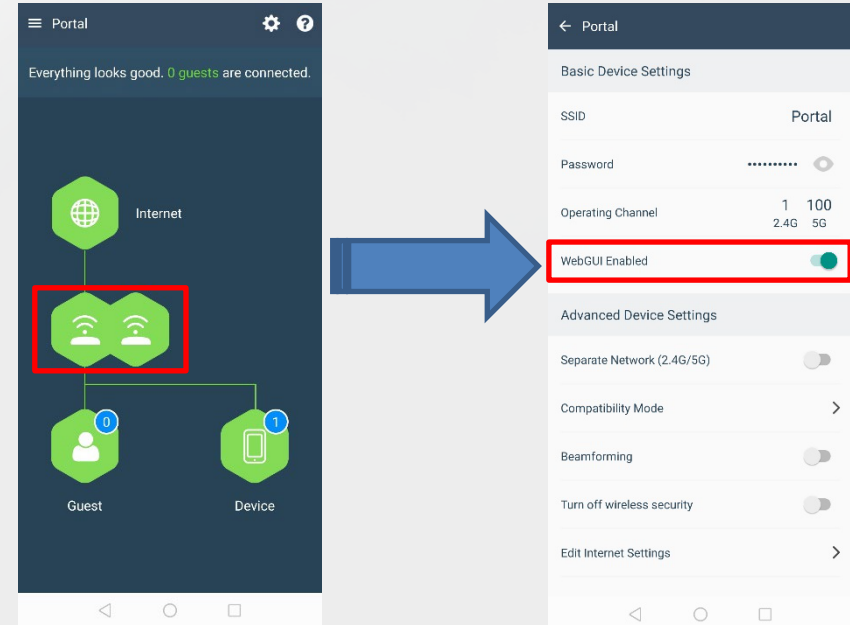 Portal
Everything looks good. 0 guests are connected.
Internet
0
1
Guest
Device
Portal
Basic Device Settings
SSID Portal
Password ••••••••••
Operating Channel 1 100
2.4G 5G
WebGUI Enabled
Advanced Device Settings
Separate Network (2.4G/5G)
Compatibility Mode
Beamforming
Turn off wireless security
Edit Internet Settings